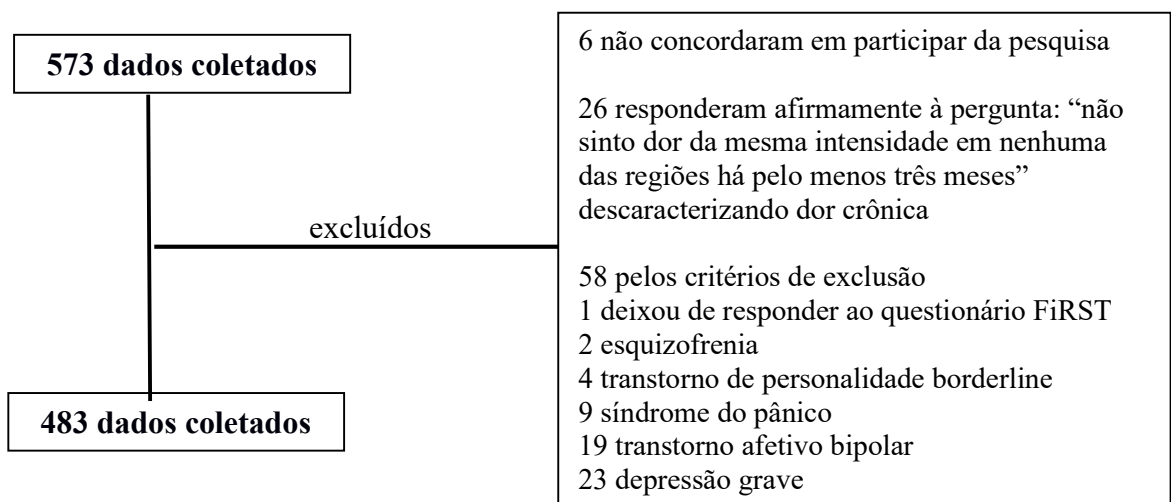 573 dados coletados
6 não concordaram em participar da pesquisa
26 responderam afirmamente à pergunta: “não
sinto dor da mesma intensidade em nenhuma
das regiões há pelo menos três meses”
descaracterizando dor crônica
excluídos
58 pelos critérios de exclusão
1 deixou de responder ao questionário FiRST
2 esquizofrenia
4 transtorno de personalidade borderline
9 síndrome do pânico
19 transtorno afetivo bipolar
23 depressão grave
483 dados coletados